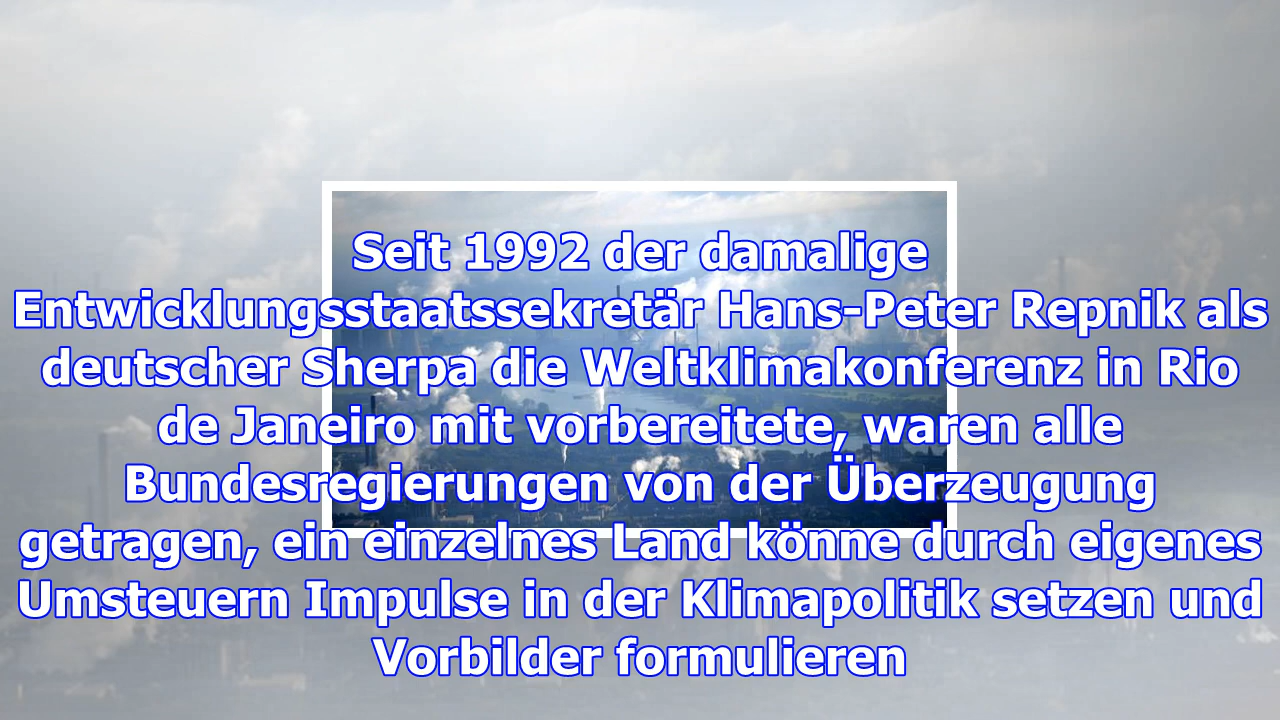 Seit 1992 der damalige
Entwicklungsstaatssekretär Hans-Peter Repnik als
deutscher Sherpa die Weltklimakonferenz in Rio
de Janeiro mit vorbereitete, waren alle
Bundesregierungen von der Überzeugung
getragen, ein einzelnes Land könne durch eigenes
Umsteuern Impulse in der Klimapolitik setzen und
Vorbilder formulieren